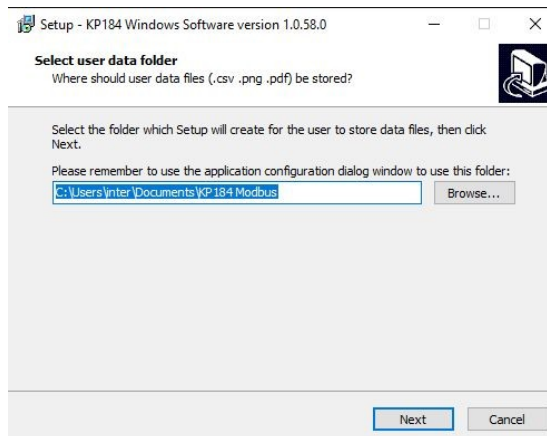 Setup - KP184 Windows Software version 1.0.58.0
Select user data folder
Where should user data files (.csv .png .pdf) be stored?
Select the folder which Setup will create for the user to store data files, then click
Next.
Please remember to use the application configuration dialog window to use this folder:
C:\Users\inter\Documents\KP184 Modbus
Browse...
Next
Cancel